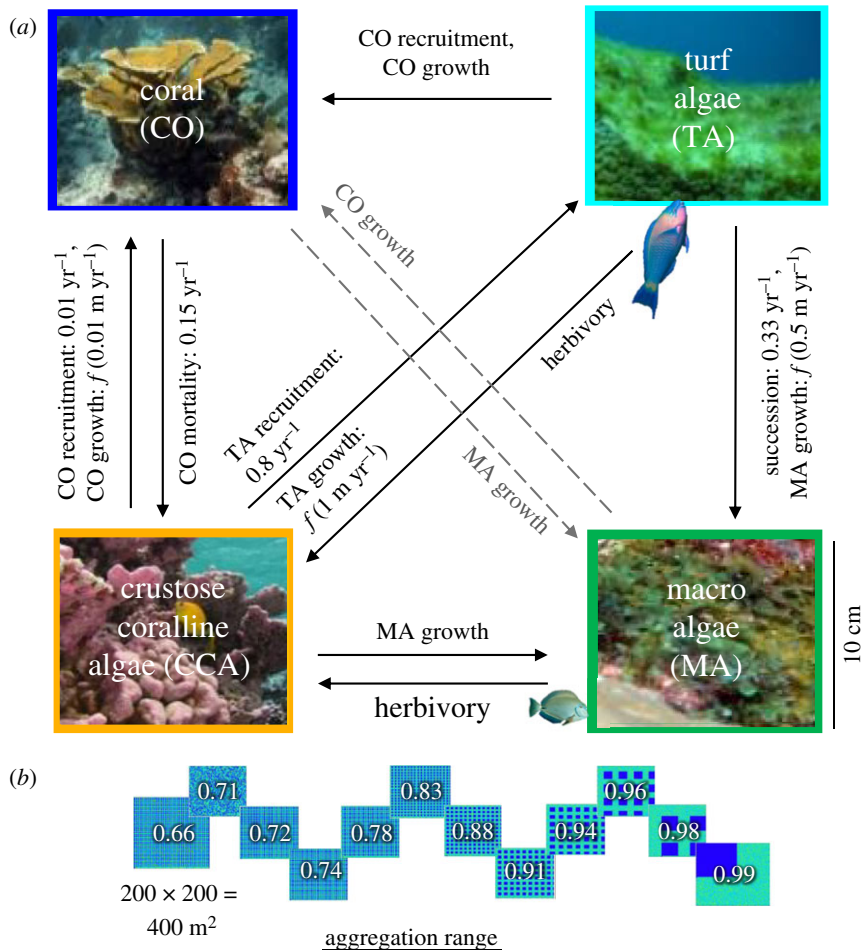 (a)
coral
(CO)
CO recruitment,
CO growth
turf
algae
(TA)
CO growth
MA growth
CO recruitment: 0.01 yr⁻¹,
CO growth: f (0.01 m yr⁻¹)
CO mortality: 0.15 yr⁻¹
TA recruitment:
0.8 yr⁻¹
TA growth:
f (1 m yr⁻¹)
herbivory
succession: 0.33 yr⁻¹,
MA growth: f (0.5 m yr⁻¹)
crustose
coralline
algae (CCA)
MA growth
herbivory
macro
algae
(MA)
10 cm
(b)
0.66
0.71
0.72
0.74
0.78
0.83
0.88
0.91
0.94
0.96
0.98
0.99
200 × 200 =
400 m²
aggregation range